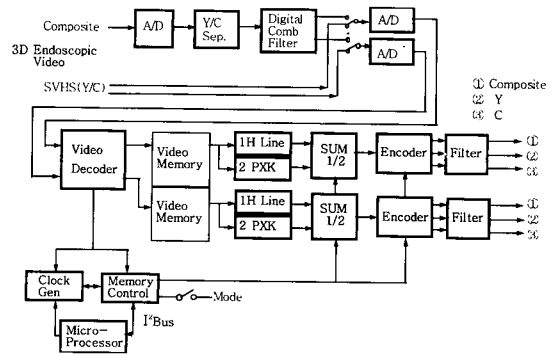 Composite
A/D
Y/C
Sep.
Digital
Comb
Filter
A/D
A/D
3D Endoscopic
Video
SVHS(Y/C)
① Composite
② Y
③ C
Video
Decoder
Video
Memory
1H Line
2 PXK
SUM
1/2
Encoder
Filter
①
②
③
Video
Memory
1H Line
2 PXK
SUM
1/2
Encoder
Filter
①
②
③
Clock
Gen
Memory
Control
Mode
I²Bus
Micro-
Processor